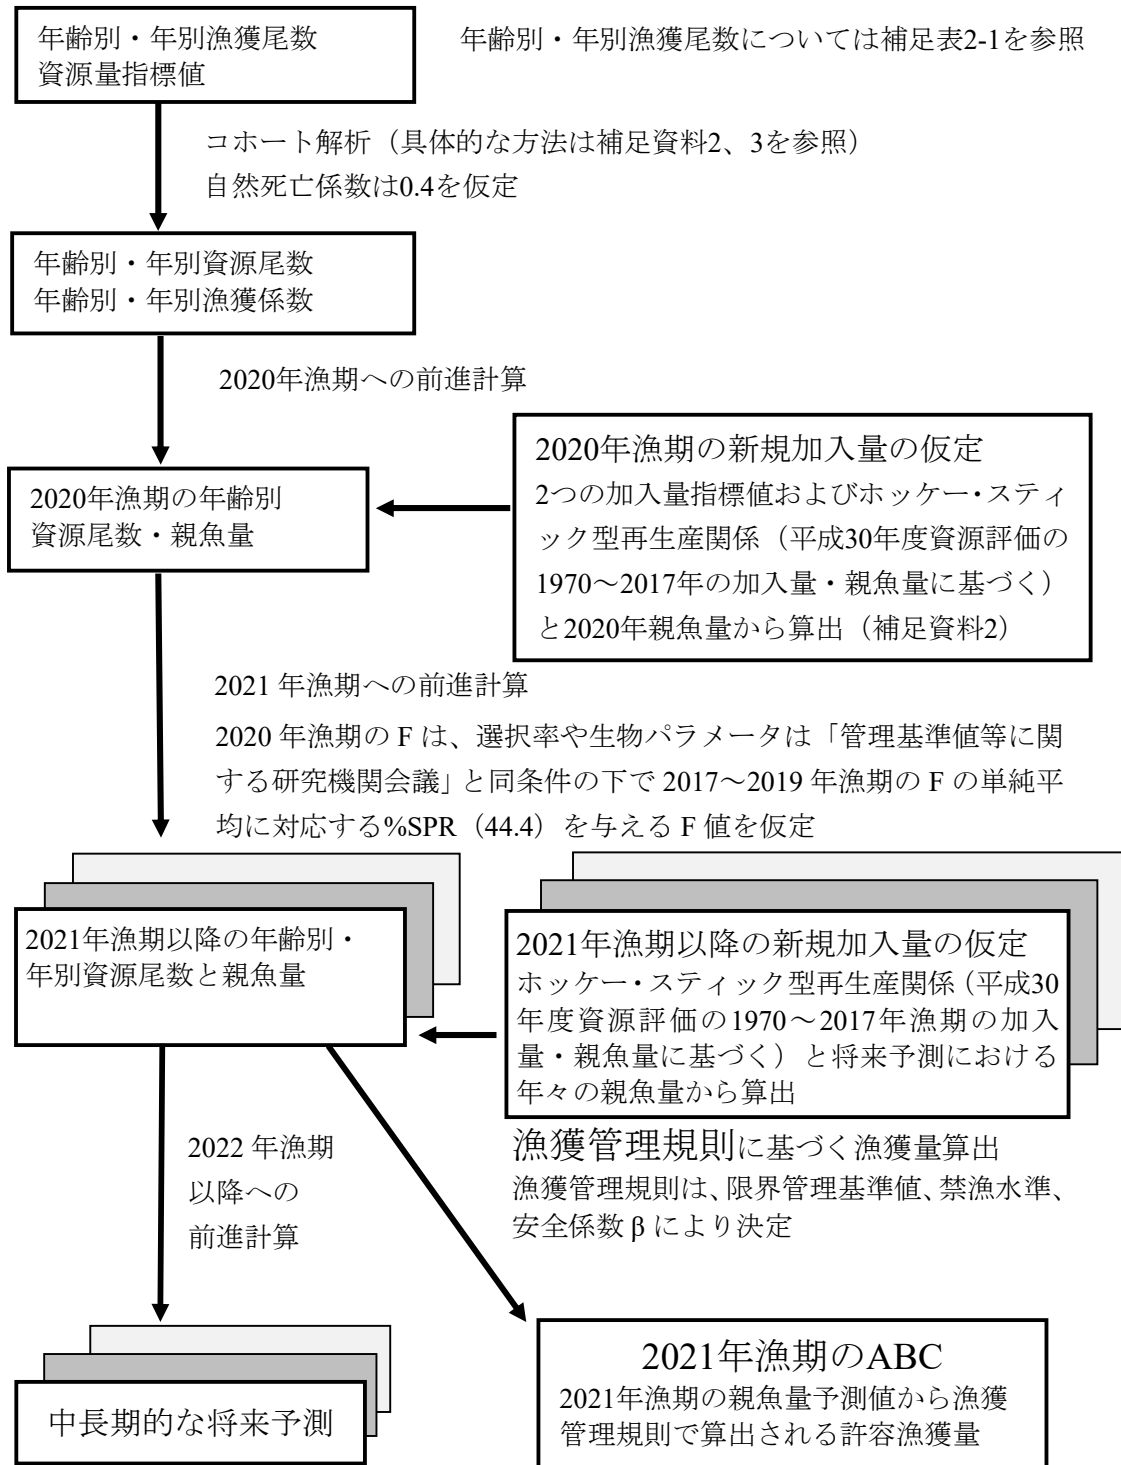 年齢別・年別漁獲尾数
資源量指標値
年齢別・年別漁獲尾数については補足表2-1を参照
コホート解析（具体的な方法は補足資料2、3を参照）
自然死亡係数は0.4を仮定
年齢別・年別資源尾数
年齢別・年別漁獲係数
2020年漁期への前進計算
2020年漁期の新規加入量の仮定
2つの加入量指標値およびホッケー・スティ
ック型再生産関係（平成30年度資源評価の
1970～2017年の加入量・親魚量に基づく）
と2020年親魚量から算出（補足資料2）
2020年漁期の年齢別
資源尾数・親魚量
2021 年漁期への前進計算
2020 年漁期の F は、選択率や生物パラメータは「管理基準値等に関
する研究機関会議」と同条件の下で 2017～2019 年漁期の F の単純平
均に対応する%SPR（44.4）を与える F 値を仮定
2021年漁期以降の年齢別・
年別資源尾数と親魚量
2021年漁期以降の新規加入量の仮定
ホッケー・スティック型再生産関係（平成30
年度資源評価の1970～2017年漁期の加入
量・親魚量に基づく）と将来予測における
年々の親魚量から算出
漁獲管理規則に基づく漁獲量算出
漁獲管理規則は、限界管理基準値、禁漁水準、
安全係数 β により決定
2022 年漁期
以降への
前進計算
中長期的な将来予測
2021年漁期のABC
2021年漁期の親魚量予測値から漁獲
管理規則で算出される許容漁獲量